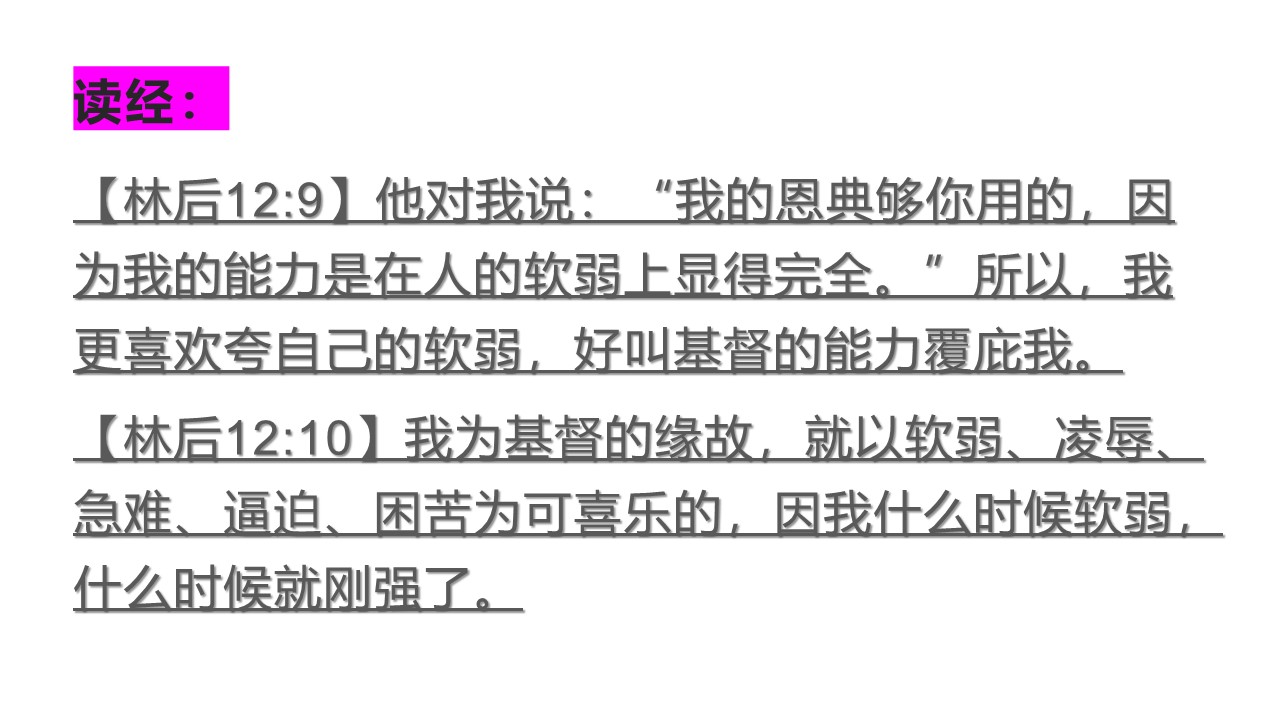 读经：
【林后12:9】他对我说：“我的恩典够你用的，因
为我的能力是在人的软弱上显得完全。”所以，我
更喜欢夸自己的软弱，好叫基督的能力覆庇我。
【林后12:10】我为基督的缘故，就以软弱、凌辱、
急难、逼迫、困苦为可喜乐的，因我什么时候软弱，
什么时候就刚强了。